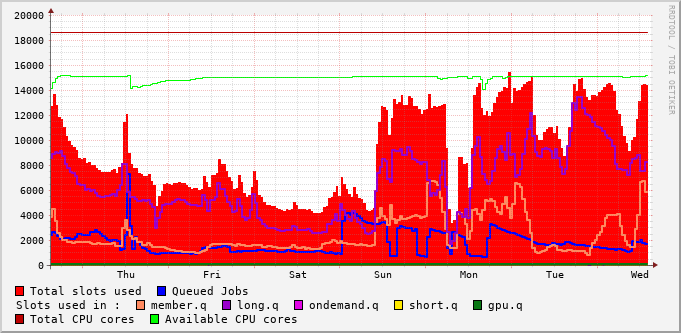 20000
18000
16000
14000
12000
10000
8000
6000
4000
2000
0
Thu Fri Sat Sun Mon Tue Wed
RRDTOOL / TOBI OETIKER
Total slots used Queued Jobs
Slots used in : member.q long.q ondemand.q short.q gpu.q
Total CPU cores Available CPU cores